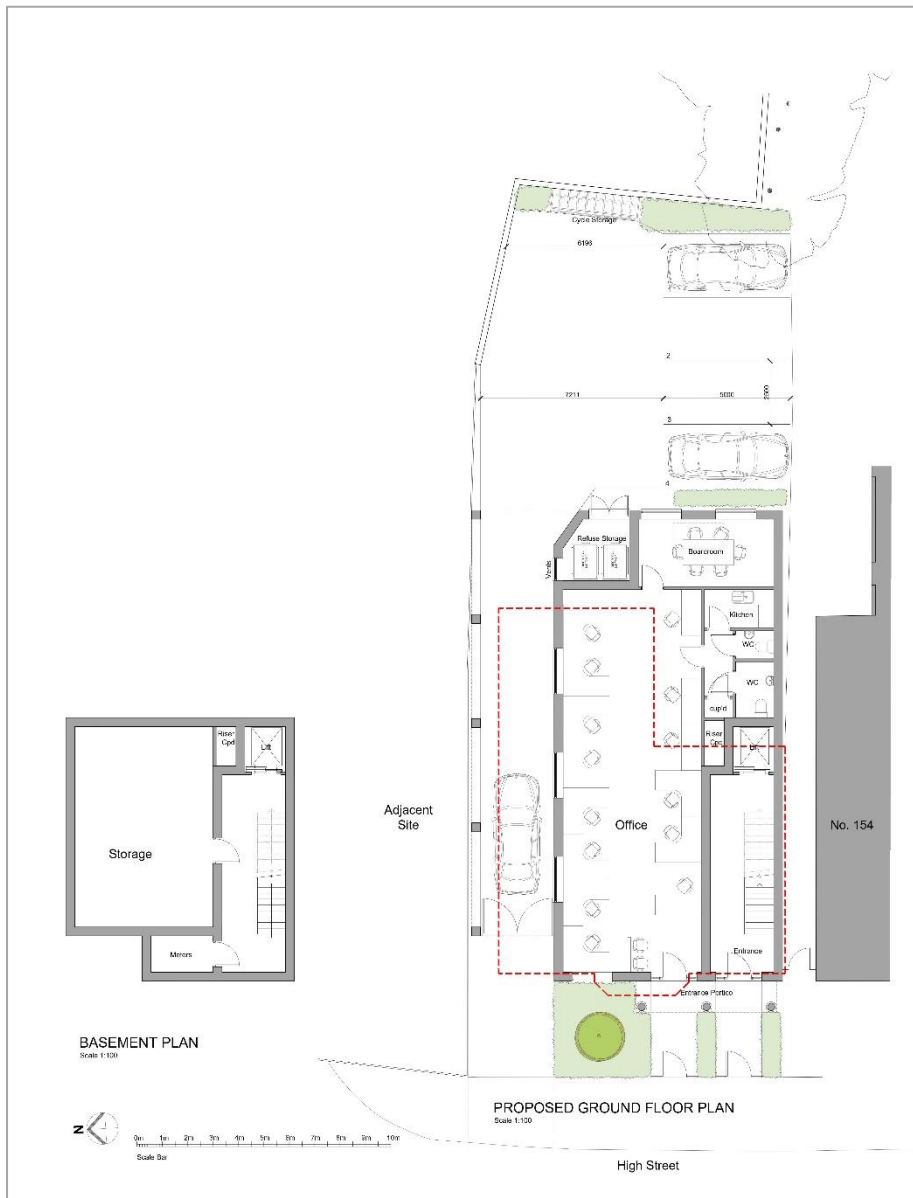 Cycle Storage
6196
2
7211
5000
3
4
Refuse Storage
Boardroom
Vents
Kitchen
WC
WC
cup'd
Riser
Cpd
Lift
Riser
Cpd
Lift
Adjacent
Site
Office
No. 154
Storage
Meters
Entrance
Entrance Portico
BASEMENT PLAN
Scale 1:100
PROPOSED GROUND FLOOR PLAN
Scale 1:100
N
0m 1m 2m 3m 4m 5m 6m 7m 8m 9m 10m
Scale Bar
High Street